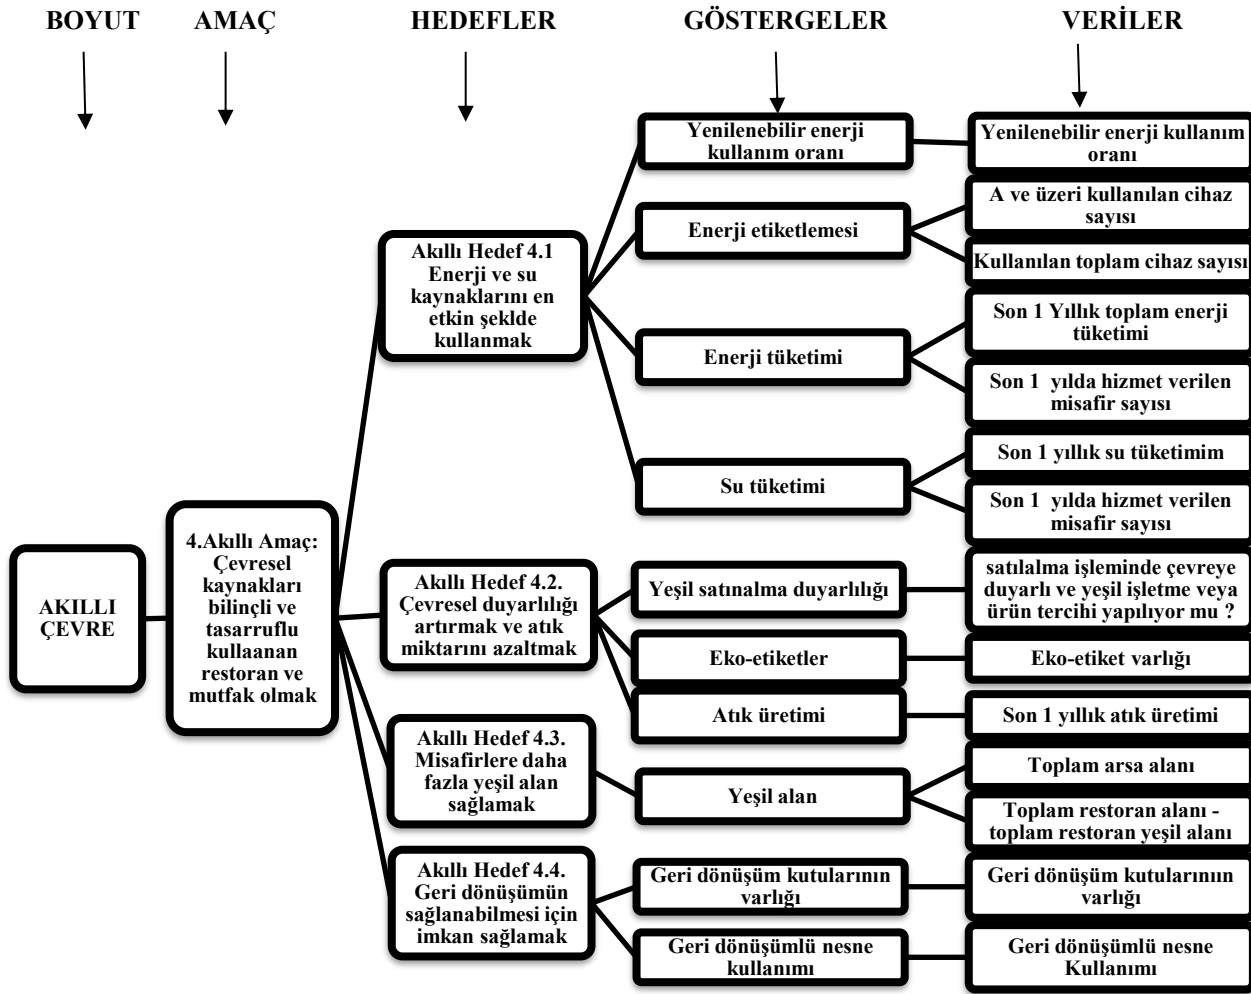 BOYUT
AMAÇ
HEDEFLER
GÖSTERGELER
VERİLER
AKILLI
ÇEVRE
4.Akıllı Amaç:
Çevresel
kaynakları
bilinçli ve
tasarruflu
kullaanan
restoran ve
mutfak olmak
Akıllı Hedef 4.1
Enerji ve su
kaynaklarını en
etkin şeklde
kullanmak
Yenilenebilir enerji
kullanım oranı
Yenilenebilir enerji kullanım
oranı
Enerji etiketlemesi
A ve üzeri kullanılan cihaz
sayısı
Kullanılan toplam cihaz sayısı
Enerji tüketimi
Son 1 Yıllık toplam enerji
tüketimi
Son 1 yılda hizmet verilen
misafir sayısı
Su tüketimi
Son 1 yıllık su tüketimim
Son 1 yılda hizmet verilen
misafir sayısı
Akıllı Hedef 4.2.
Çevresel duyarlılığı
artırmak ve atık
miktarını azaltmak
Yeşil satınalma duyarlılığı
satılalma işleminde çevreye
duyarlı ve yeşil işletme veya
ürün tercihi yapılıyor mu ?
Eko-etiketler
Eko-etiket varlığı
Atık üretimi
Son 1 yıllık atık üretimi
Akıllı Hedef 4.3.
Misafirlere daha
fazla yeşil alan
sağlamak
Yeşil alan
Toplam arsa alanı
Toplam restoran alanı -
toplam restoran yeşil alanı
Akıllı Hedef 4.4.
Geri dönüşümün
sağlanabilmesi için
imkan sağlamak
Geri dönüşüm kutularının
varlığı
Geri dönüşüm kutularınıın
varlığı
Geri dönüşümlü nesne
kullanımı
Geri dönüşümlü nesne
Kullanımı